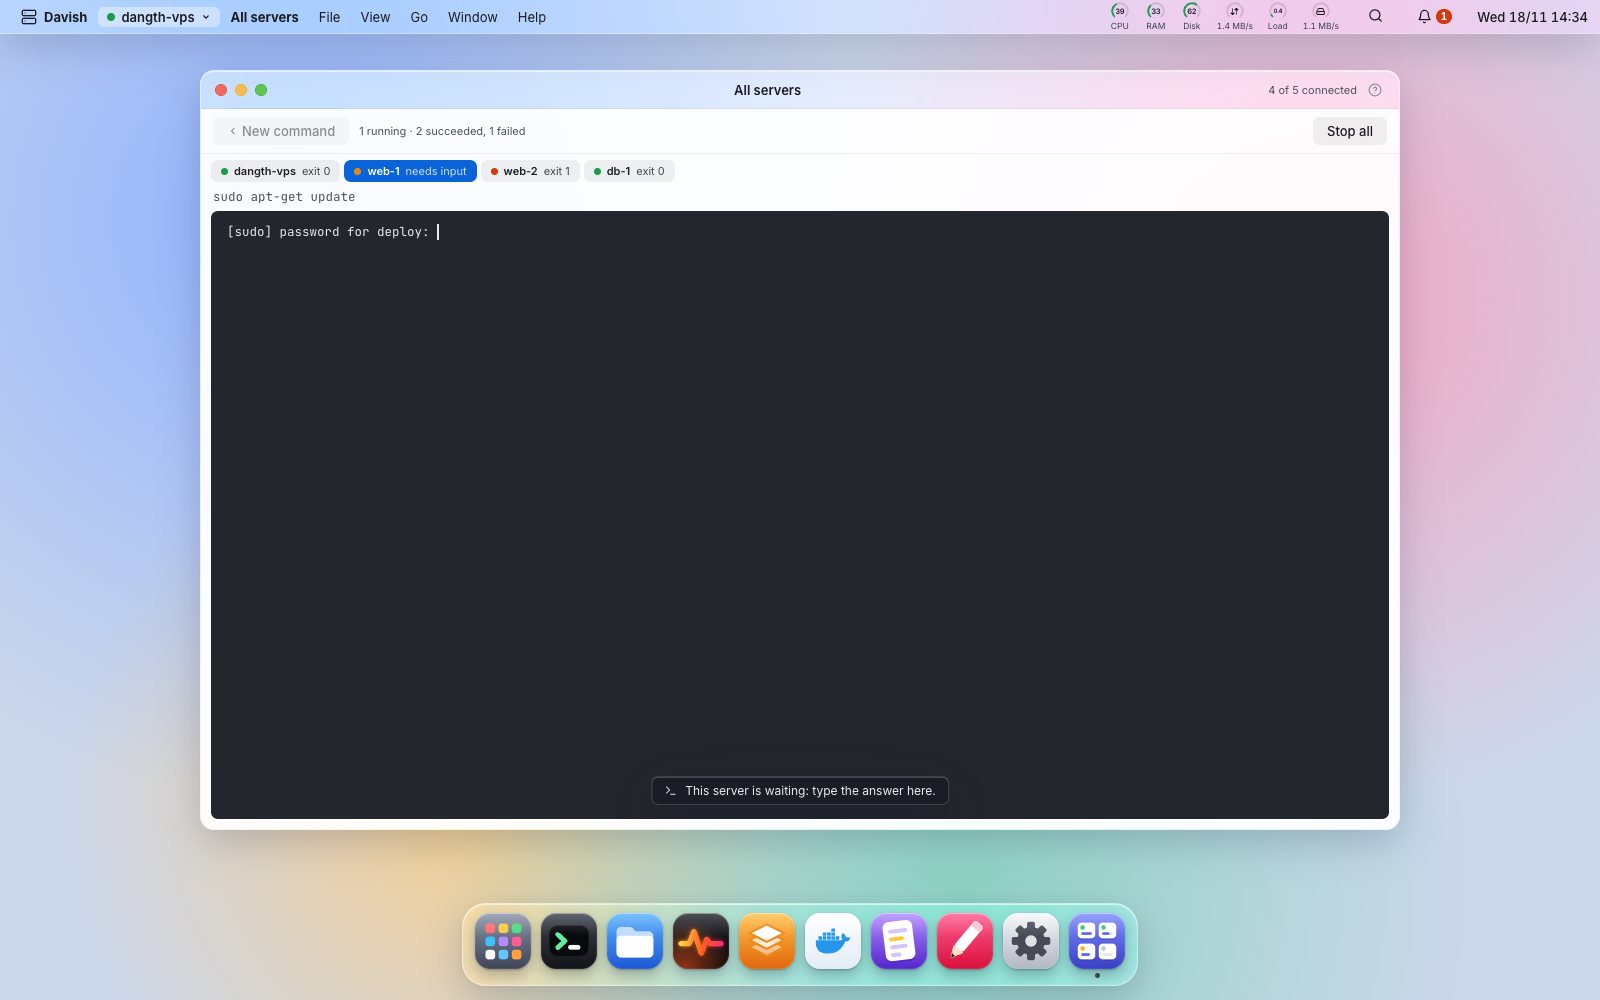 Davish dangth-vps All servers File View Go Window Help 39 33 62 0.4 1 Wed 18/11 14:34
CPU RAM Disk 1.4 MB/s Load 1.1 MB/s
All servers 4 of 5 connected
New command 1 running · 2 succeeded, 1 failed Stop all
dangth-vps exit 0 web-1 needs input web-2 exit 1 db-1 exit 0
sudo apt-get update
[sudo] password for deploy:
This server is waiting: type the answer here.